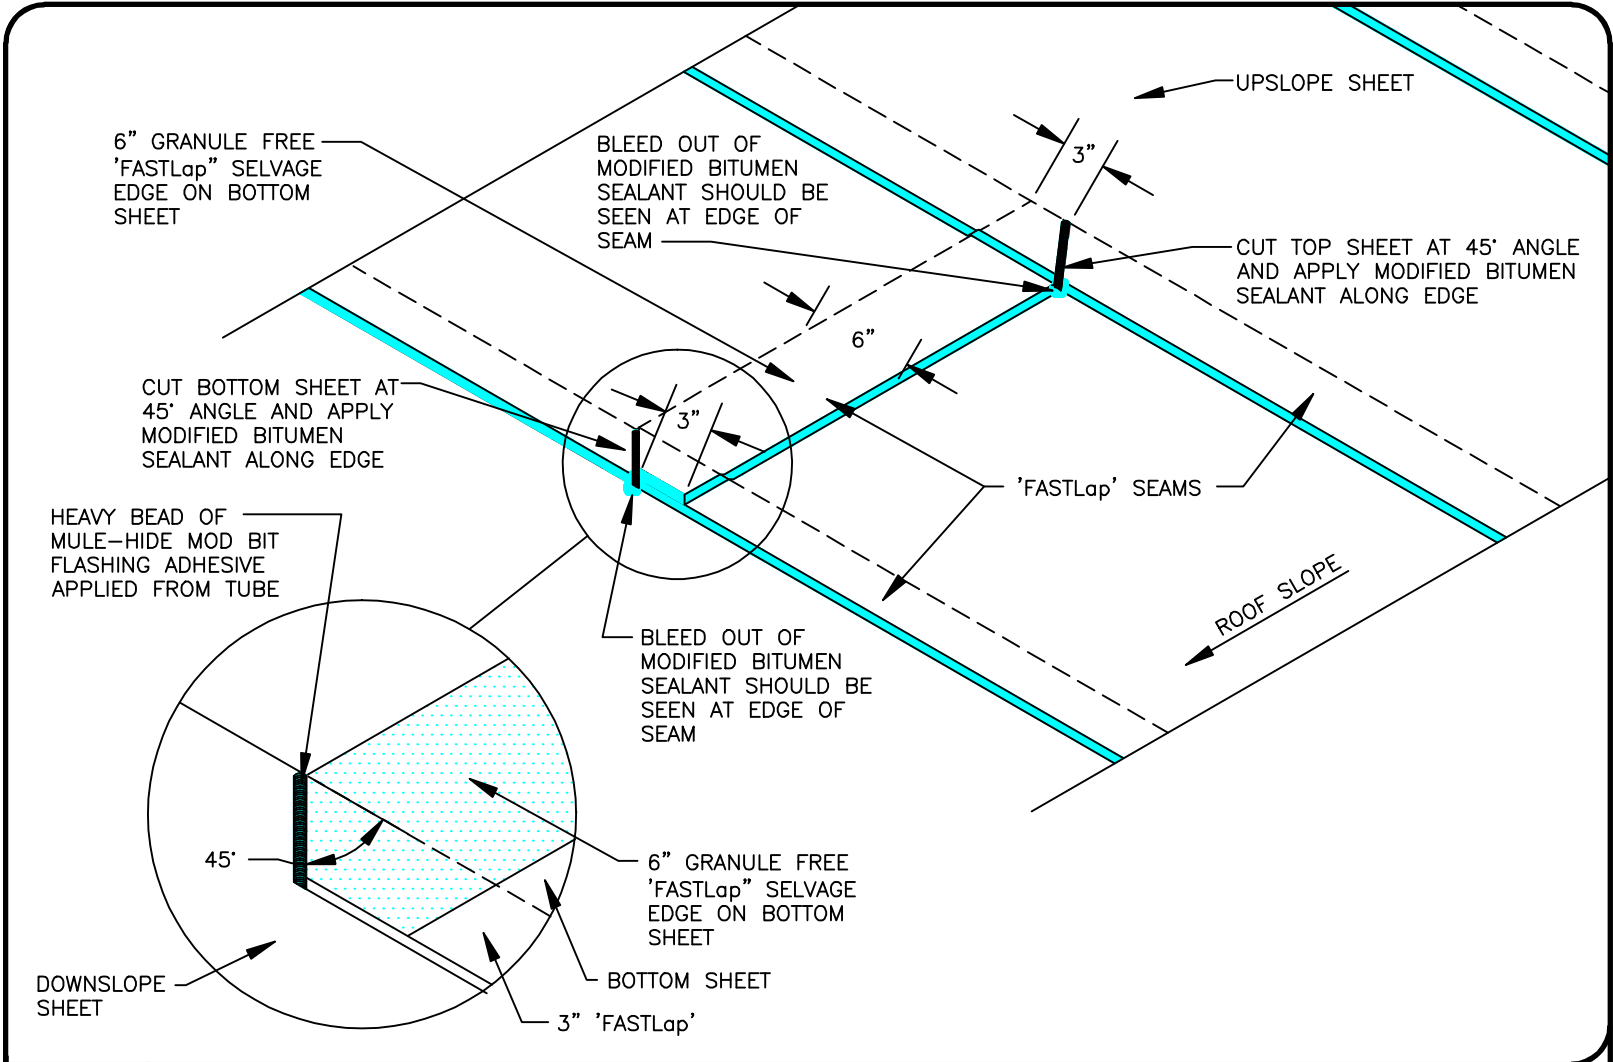 UPSLOPE SHEET
6" GRANULE FREE
'FASTLap" SELVAGE
EDGE ON BOTTOM
SHEET
BLEED OUT OF
MODIFIED BITUMEN
SEALANT SHOULD BE
SEEN AT EDGE OF
SEAM
3"
CUT TOP SHEET AT 45° ANGLE
AND APPLY MODIFIED BITUMEN
SEALANT ALONG EDGE
6"
CUT BOTTOM SHEET AT
45° ANGLE AND APPLY
MODIFIED BITUMEN
SEALANT ALONG EDGE
3"
'FASTLap' SEAMS
HEAVY BEAD OF
MULE-HIDE MOD BIT
FLASHING ADHESIVE
APPLIED FROM TUBE
ROOF SLOPE
BLEED OUT OF
MODIFIED BITUMEN
SEALANT SHOULD BE
SEEN AT EDGE OF
SEAM
45°
6" GRANULE FREE
'FASTLap" SELVAGE
EDGE ON BOTTOM
SHEET
BOTTOM SHEET
DOWNSLOPE
SHEET
3" 'FASTLap'